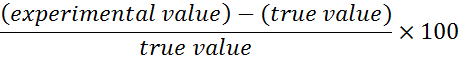 (experimental value) − (true value)
true value
× 100